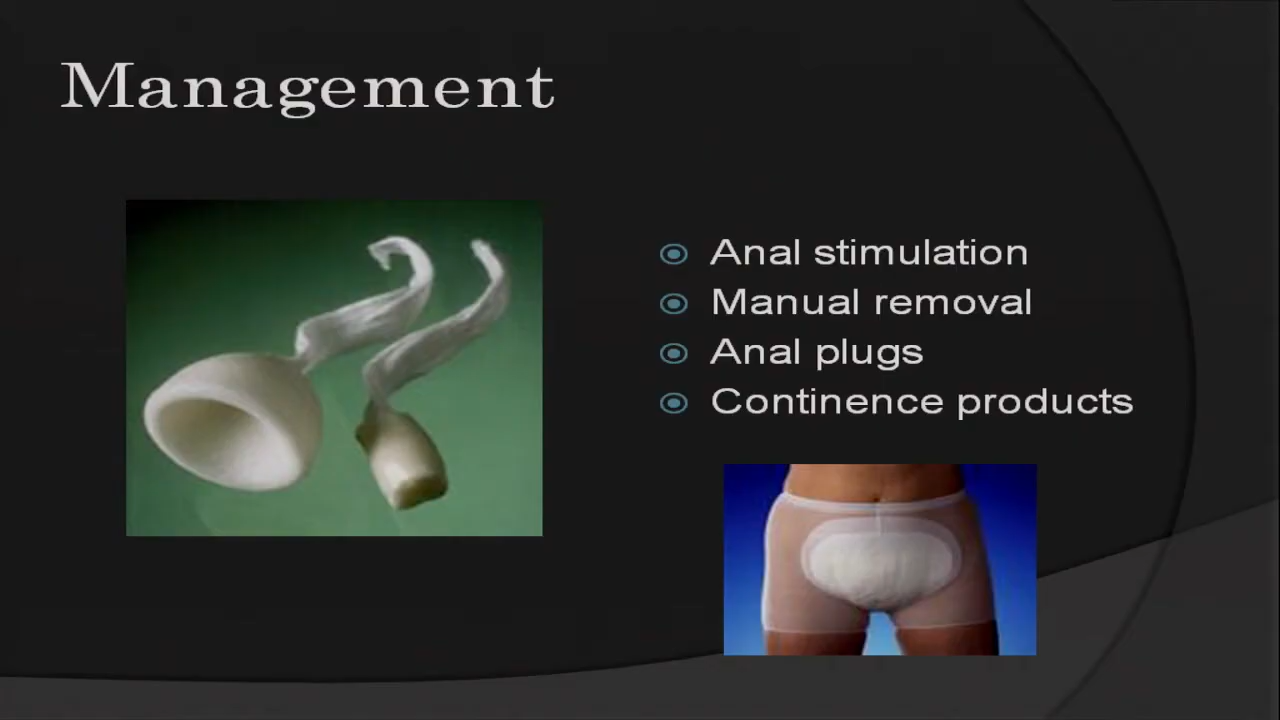 Management
Anal stimulation
Manual removal
Anal plugs
Continence products